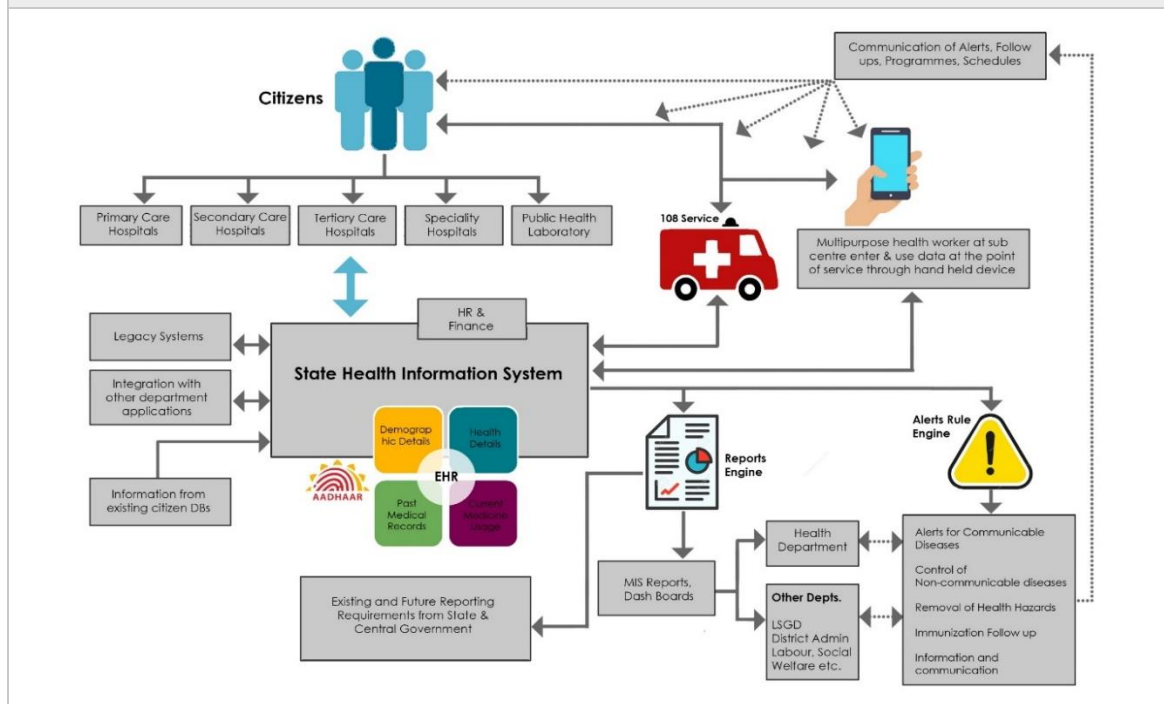 Communication of Alerts, Follow
ups, Programmes, Schedules
Citizens
Primary Care
Hospitals
Secondary Care
Hospitals
Tertiary Care
Hospitals
Speciality
Hospitals
Public Health
Laboratory
108 Service
Multipurpose health worker at sub
centre enter & use data at the point
of service through hand held device
HR &
Finance
Legacy Systems
State Health Information System
Integration with
other department
applications
Demograp
hic Details
Health
Details
EHR
Past
Medical
Records
Current
Medicine
Usage
AADHAAR
Information from
existing citizen DBs
Reports
Engine
Alerts Rule
Engine
Existing and Future Reporting
Requirements from State &
Central Government
MIS Reports,
Dash Boards
Health
Department
Other Depts.
LSGD
District Admin
Labour, Social
Welfare etc.
Alerts for Communicable
Diseases
Control of
Non-communicable diseases
Removal of Health Hazards
Immunization Follow up
Information and
communication